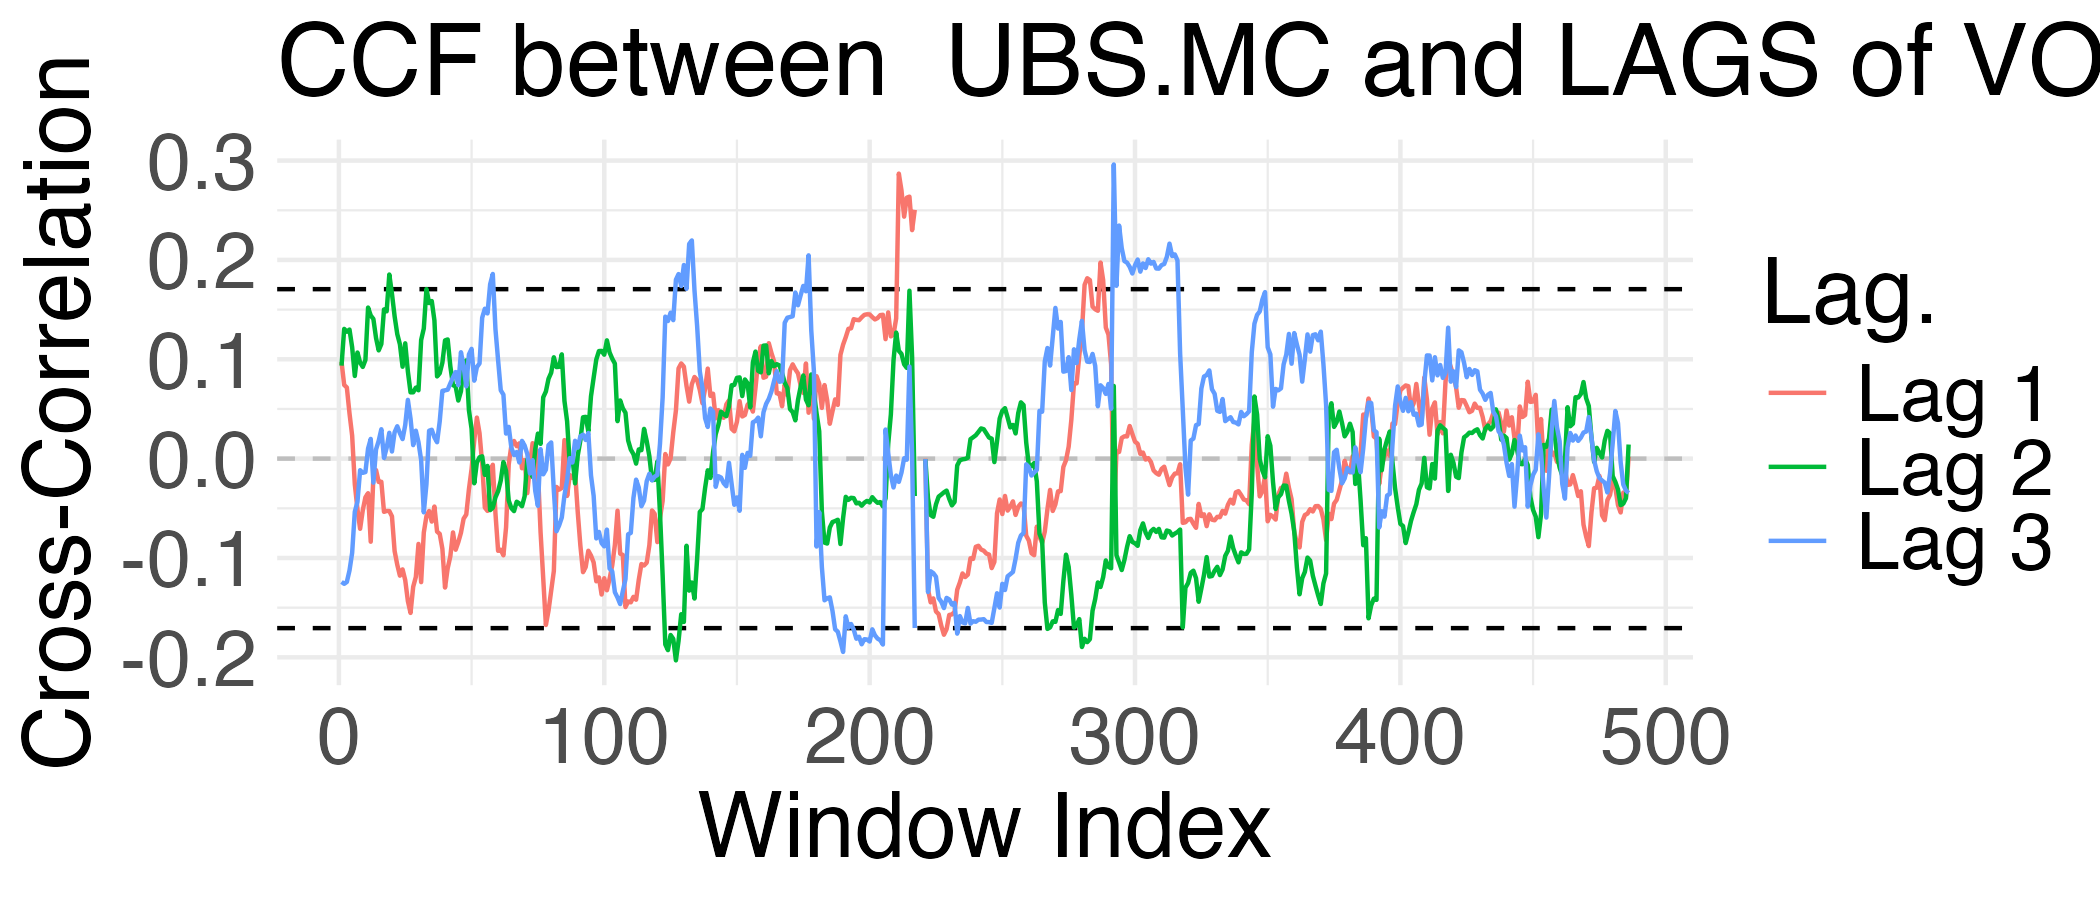 CCF between  UBS.MC and LAGS of VO
Cross-Correlation
0.3
0.2
0.1
0.0
-0.1
-0.2
0
100
200
300
400
500
Window Index
Lag.
Lag 1
Lag 2
Lag 3